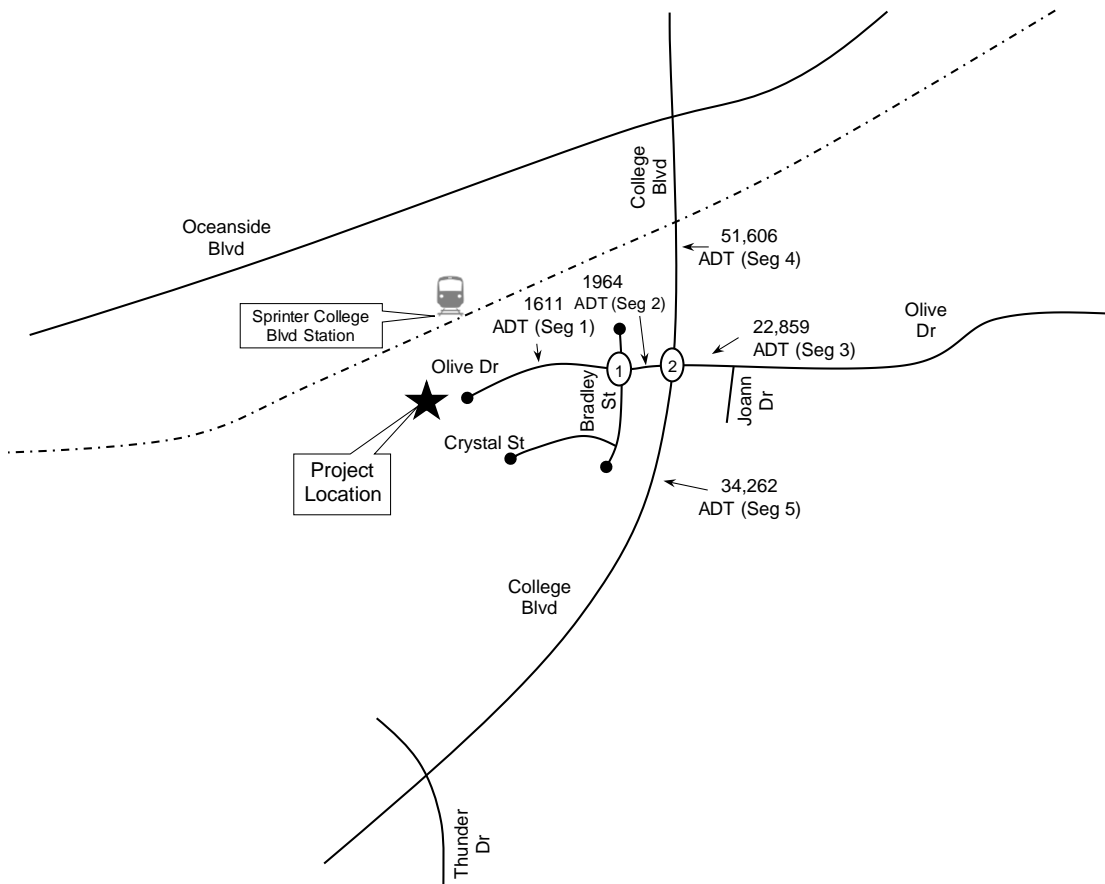 College
Blvd
Oceanside
Blvd
51,606
ADT (Seg 4)
Sprinter College
Blvd Station
1611
ADT (Seg 1)
1964
ADT (Seg 2)
22,859
ADT (Seg 3)
Olive
Dr
Olive Dr
1
2
Bradley
St
Joann
Dr
Crystal St
Project
Location
34,262
ADT (Seg 5)
College
Blvd
Thunder
Dr